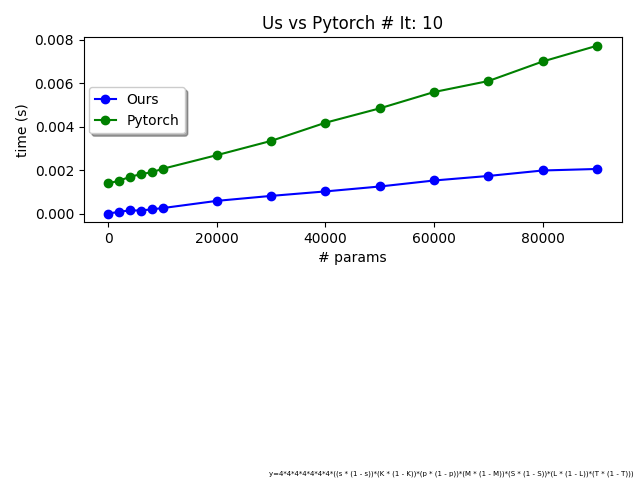 Us vs Pytorch # It: 10
0.008
0.006
0.004
0.002
0.000
time (s)
Ours
Pytorch
0
20000
40000
60000
80000
# params
y=4*4*4*4*4*4*4*((s * (1 - s))*(K * (1 - K))*(p * (1 - p))*(M * (1 - M))*(S * (1 - S))*(L * (1 - L))*(T * (1 - T)))